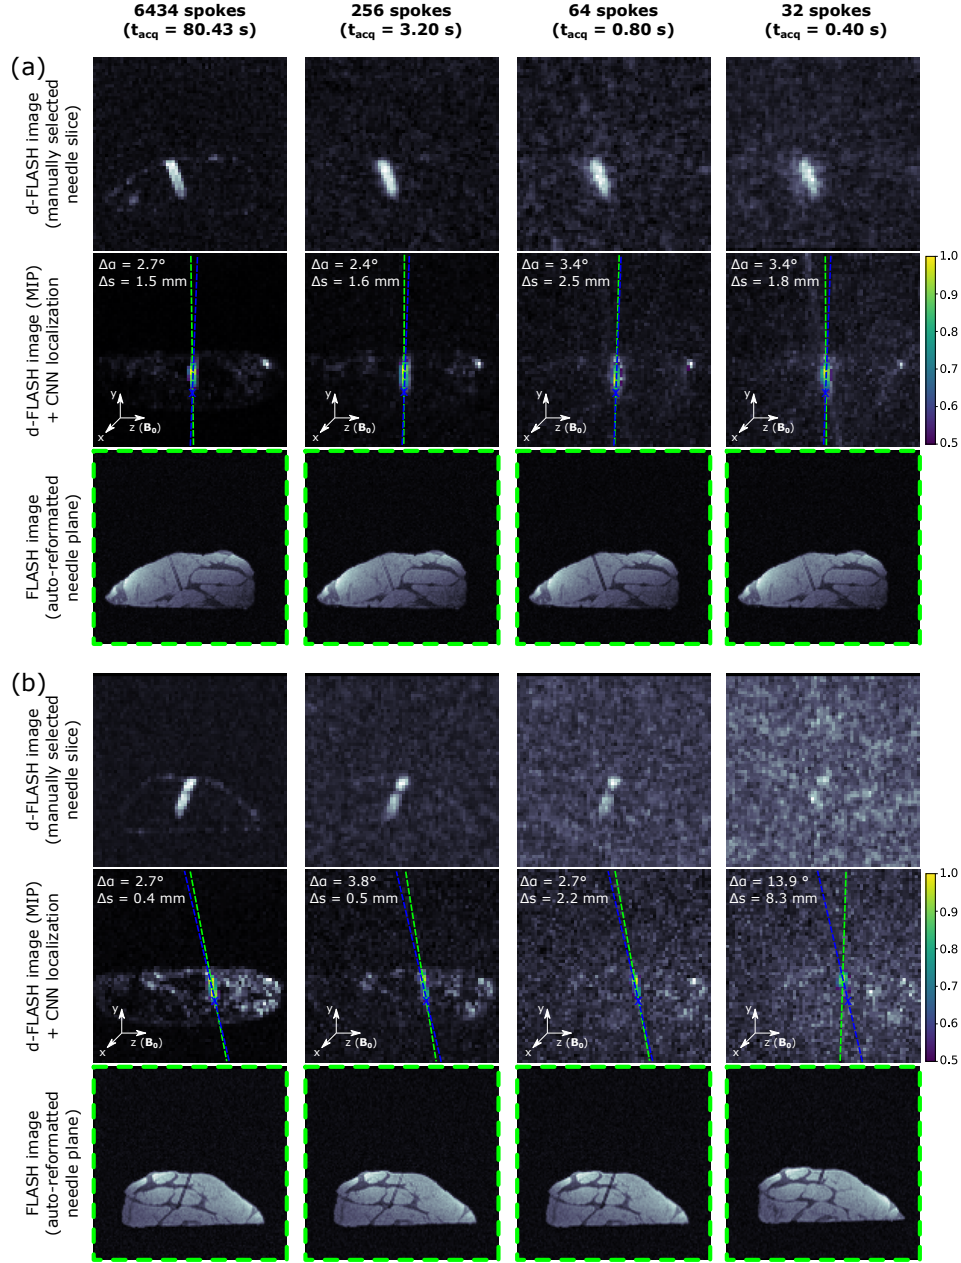 6434 spokes
(tacq = 80.43 s)
256 spokes
(tacq = 3.20 s)
64 spokes
(tacq = 0.80 s)
32 spokes
(tacq = 0.40 s)
(a)
d-FLASH image
(manually selected
needle slice)
d-FLASH image (MIP)
+ CNN localization
Δα = 2.7°
Δs = 1.5 mm
y
z (B0)
x
Δα = 2.4°
Δs = 1.6 mm
y
z (B0)
x
Δα = 3.4°
Δs = 2.5 mm
y
z (B0)
x
Δα = 3.4°
Δs = 1.8 mm
y
z (B0)
x
1.0
0.9
0.8
0.7
0.6
0.5
FLASH image
(auto-reformatted
needle plane)
(b)
d-FLASH image
(manually selected
needle slice)
d-FLASH image (MIP)
+ CNN localization
Δα = 2.7°
Δs = 0.4 mm
y
z (B0)
x
Δα = 3.8°
Δs = 0.5 mm
y
z (B0)
x
Δα = 2.7°
Δs = 2.2 mm
y
z (B0)
x
Δα = 13.9 °
Δs = 8.3 mm
y
z (B0)
x
1.0
0.9
0.8
0.7
0.6
0.5
FLASH image
(auto-reformatted
needle plane)